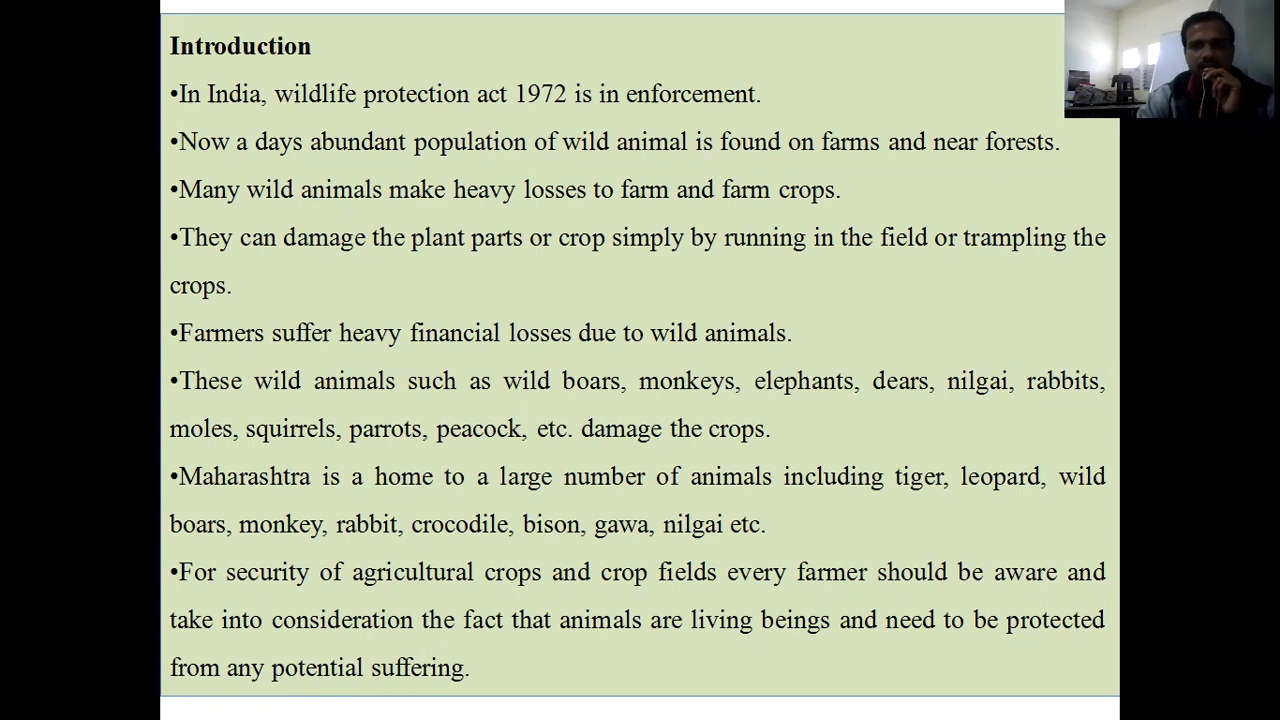 Introduction
•In India, wildlife protection act 1972 is in enforcement.
•Now a days abundant population of wild animal is found on farms and near forests.
•Many wild animals make heavy losses to farm and farm crops.
•They can damage the plant parts or crop simply by running in the field or trampling the
crops.
•Farmers suffer heavy financial losses due to wild animals.
•These wild animals such as wild boars, monkeys, elephants, dears, nilgai, rabbits,
moles, squirrels, parrots, peacock, etc. damage the crops.
•Maharashtra is a home to a large number of animals including tiger, leopard, wild
boars, monkey, rabbit, crocodile, bison, gawa, nilgai etc.
•For security of agricultural crops and crop fields every farmer should be aware and
take into consideration the fact that animals are living beings and need to be protected
from any potential suffering.